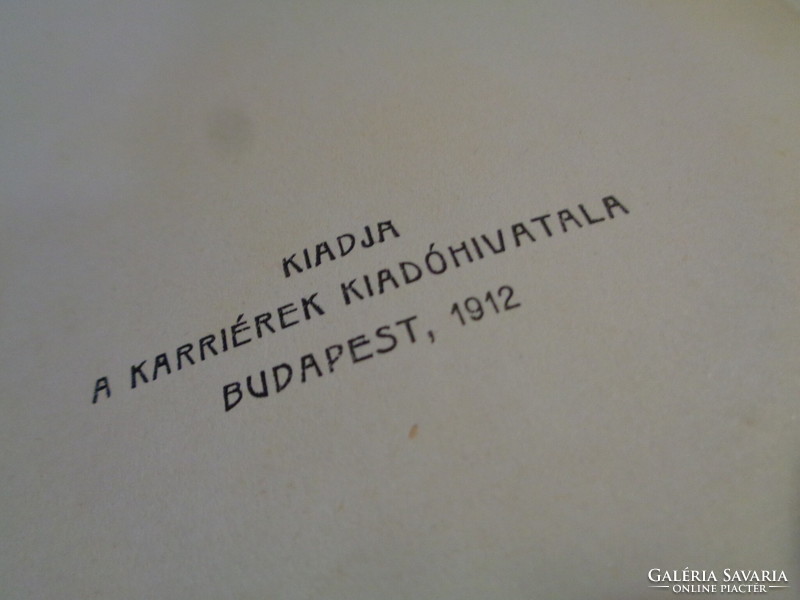 KIADJA
A KARRIÉREK KIADÓHIVATALA
BUDAPEST, 1912
GALÉRIA SAVARIA
ONLINE PIACTÉR